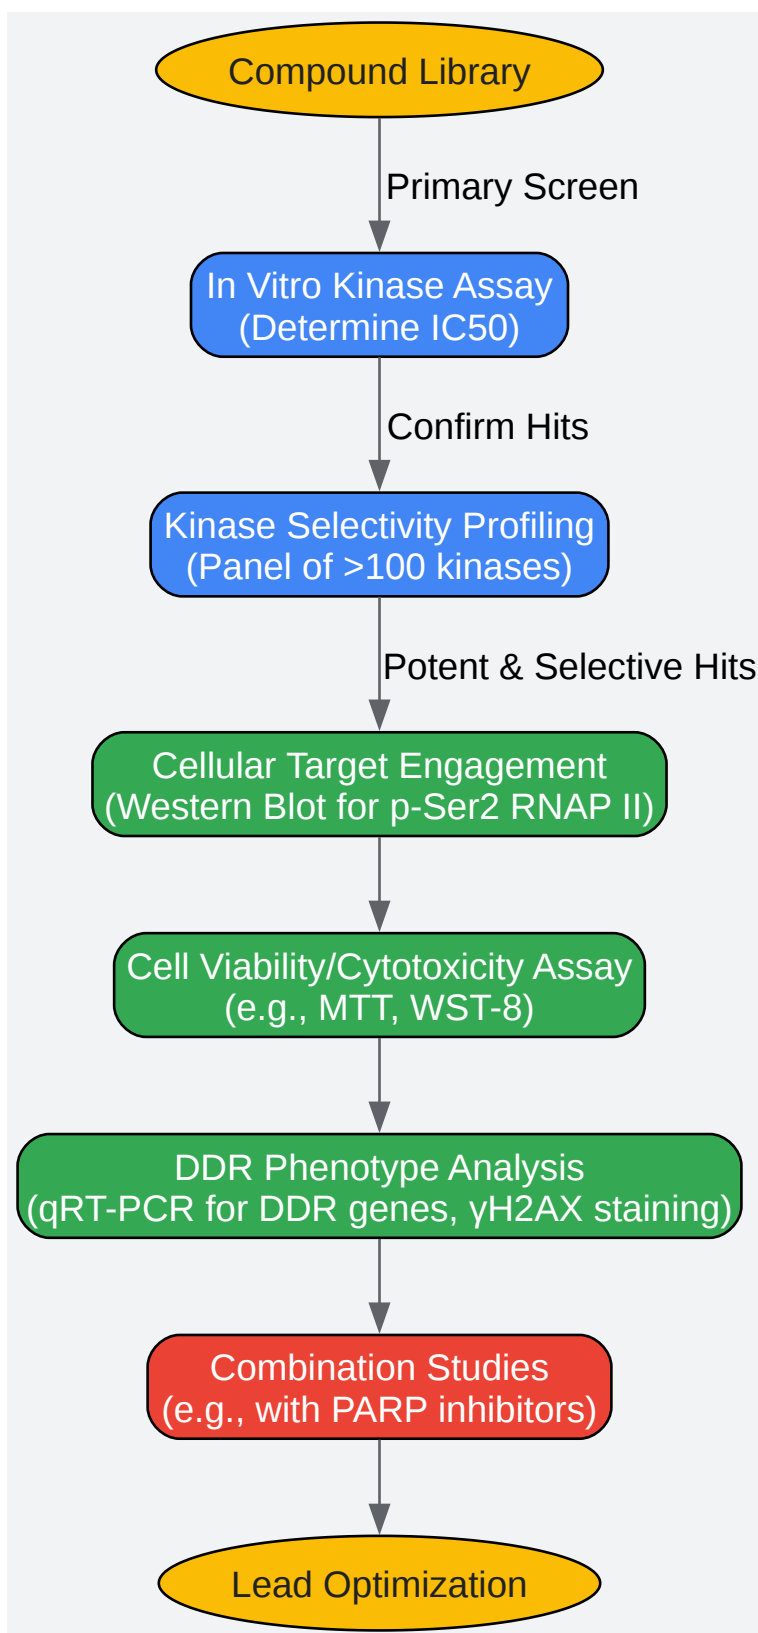 Compound Library
Primary Screen
In Vitro Kinase Assay
(Determine IC50)
Confirm Hits
Kinase Selectivity Profiling
(Panel of >100 kinases)
Potent & Selective Hits
Cellular Target Engagement
(Western Blot for p-Ser2 RNAP II)
Cell Viability/Cytotoxicity Assay
(e.g., MTT, WST-8)
DDR Phenotype Analysis
(qRT-PCR for DDR genes, γH2AX staining)
Combination Studies
(e.g., with PARP inhibitors)
Lead Optimization